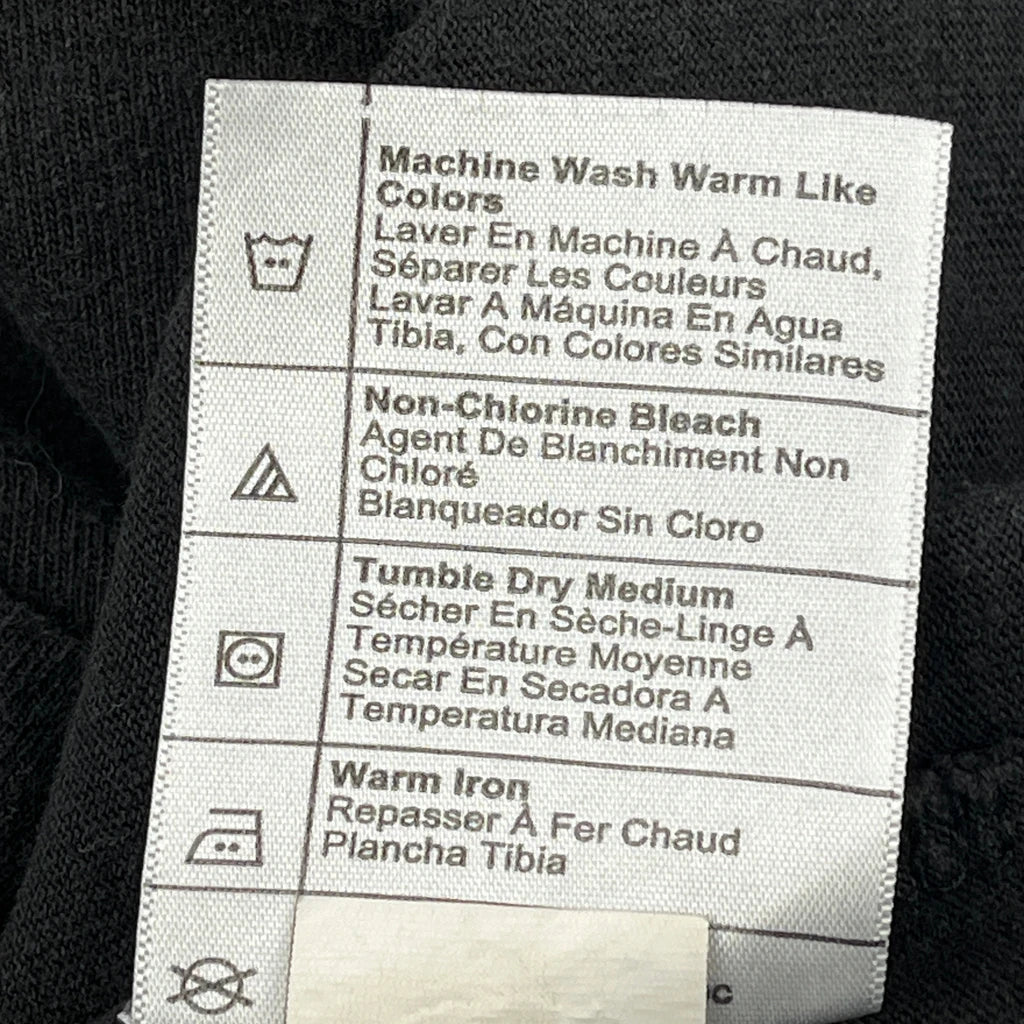 Machine Wash Warm Like
Colors
Laver En Machine À Chaud,
Séparer Les Couleurs
Lavar A Máquina En Agua
Tibia, Con Colores Similares
Non-Chlorine Bleach
Agent De Blanchiment Non
Chloré
Blanqueador Sin Cloro
Tumble Dry Medium
Sécher En Sèche-Linge À
Température Moyenne
Secar En Secadora A
Temperatura Mediana
Warm Iron
Repasser À Fer Chaud
Plancha Tibia